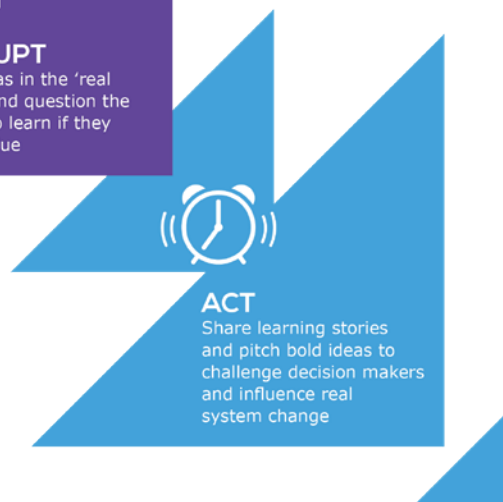 UPT
as in the ‘real
nd question the
o learn if they
ue
ACT
Share learning stories
and pitch bold ideas to
challenge decision makers
and influence real
system change